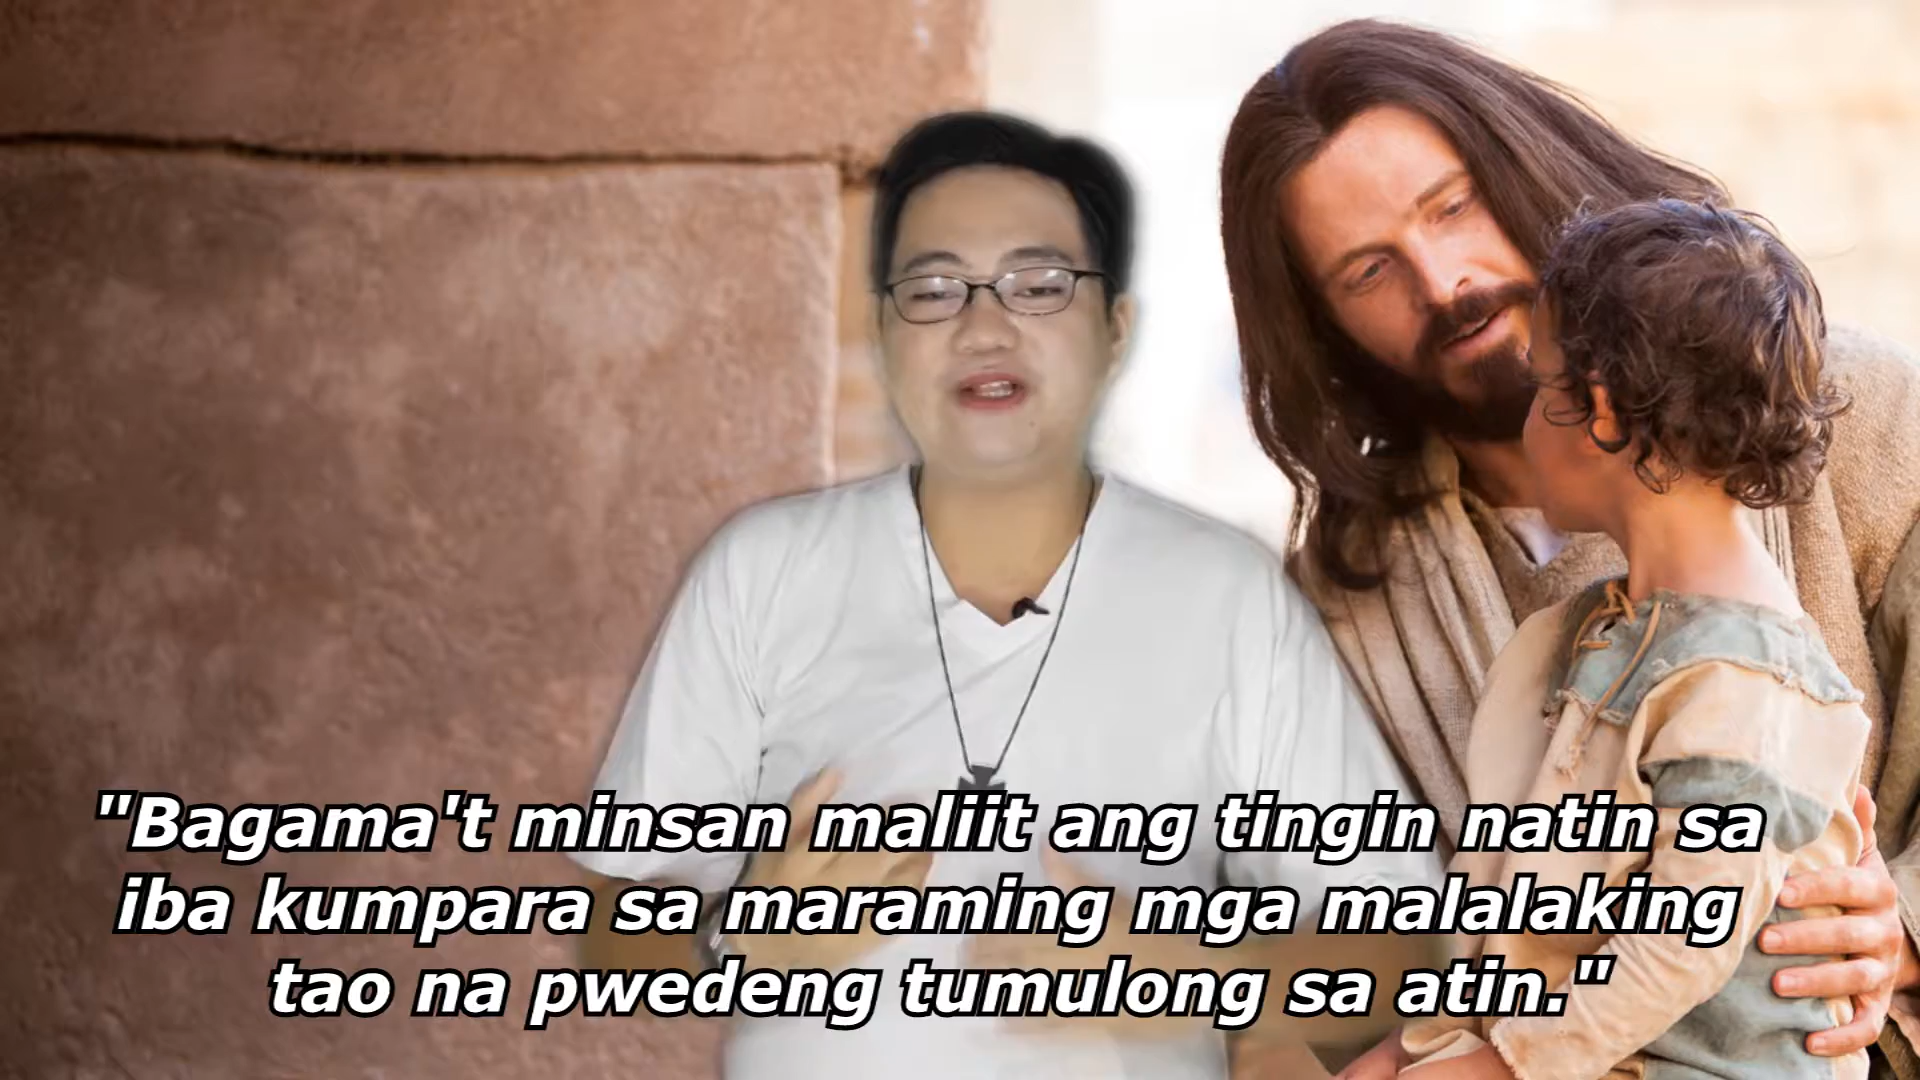 "Bagama't minsan maliit ang tingin natin sa
iba kumpara sa maraming mga malalaking
tao na pwedeng tumulong sa atin."